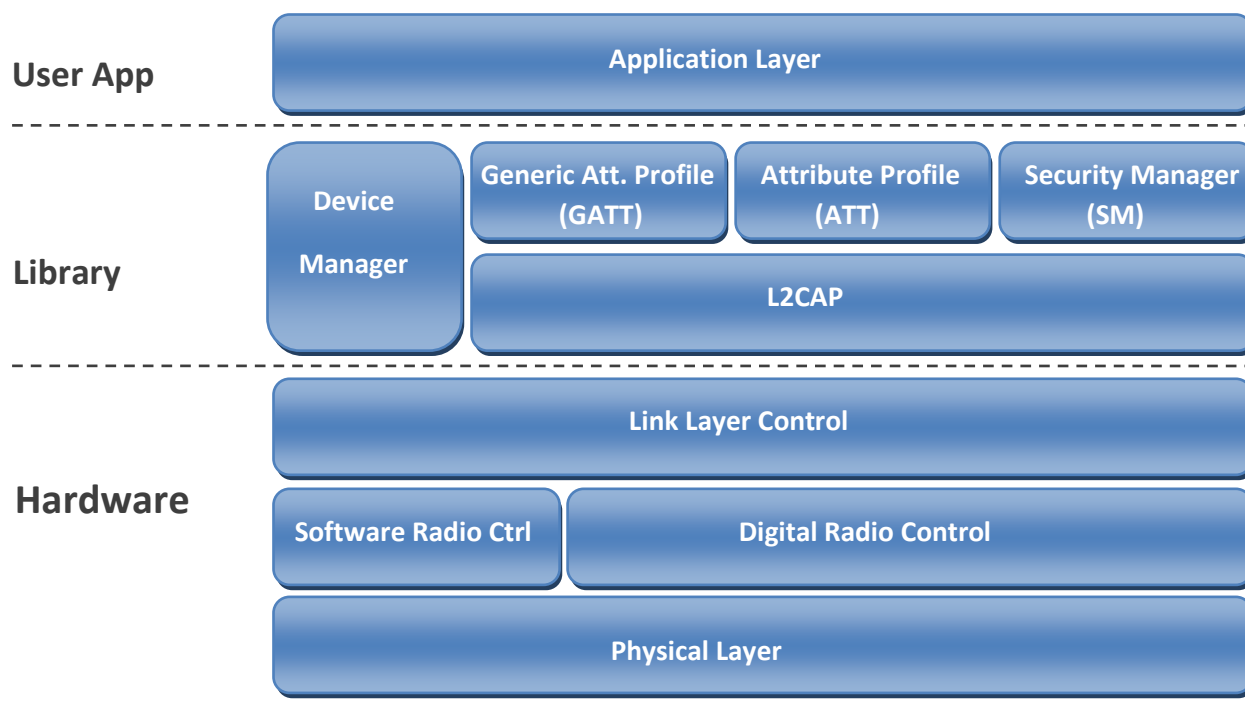 User App
Application Layer
Library
Device
Manager
Generic Att. Profile
(GATT)
Attribute Profile
(ATT)
Security Manager
(SM)
L2CAP
Hardware
Link Layer Control
Software Radio Ctrl
Digital Radio Control
Physical Layer